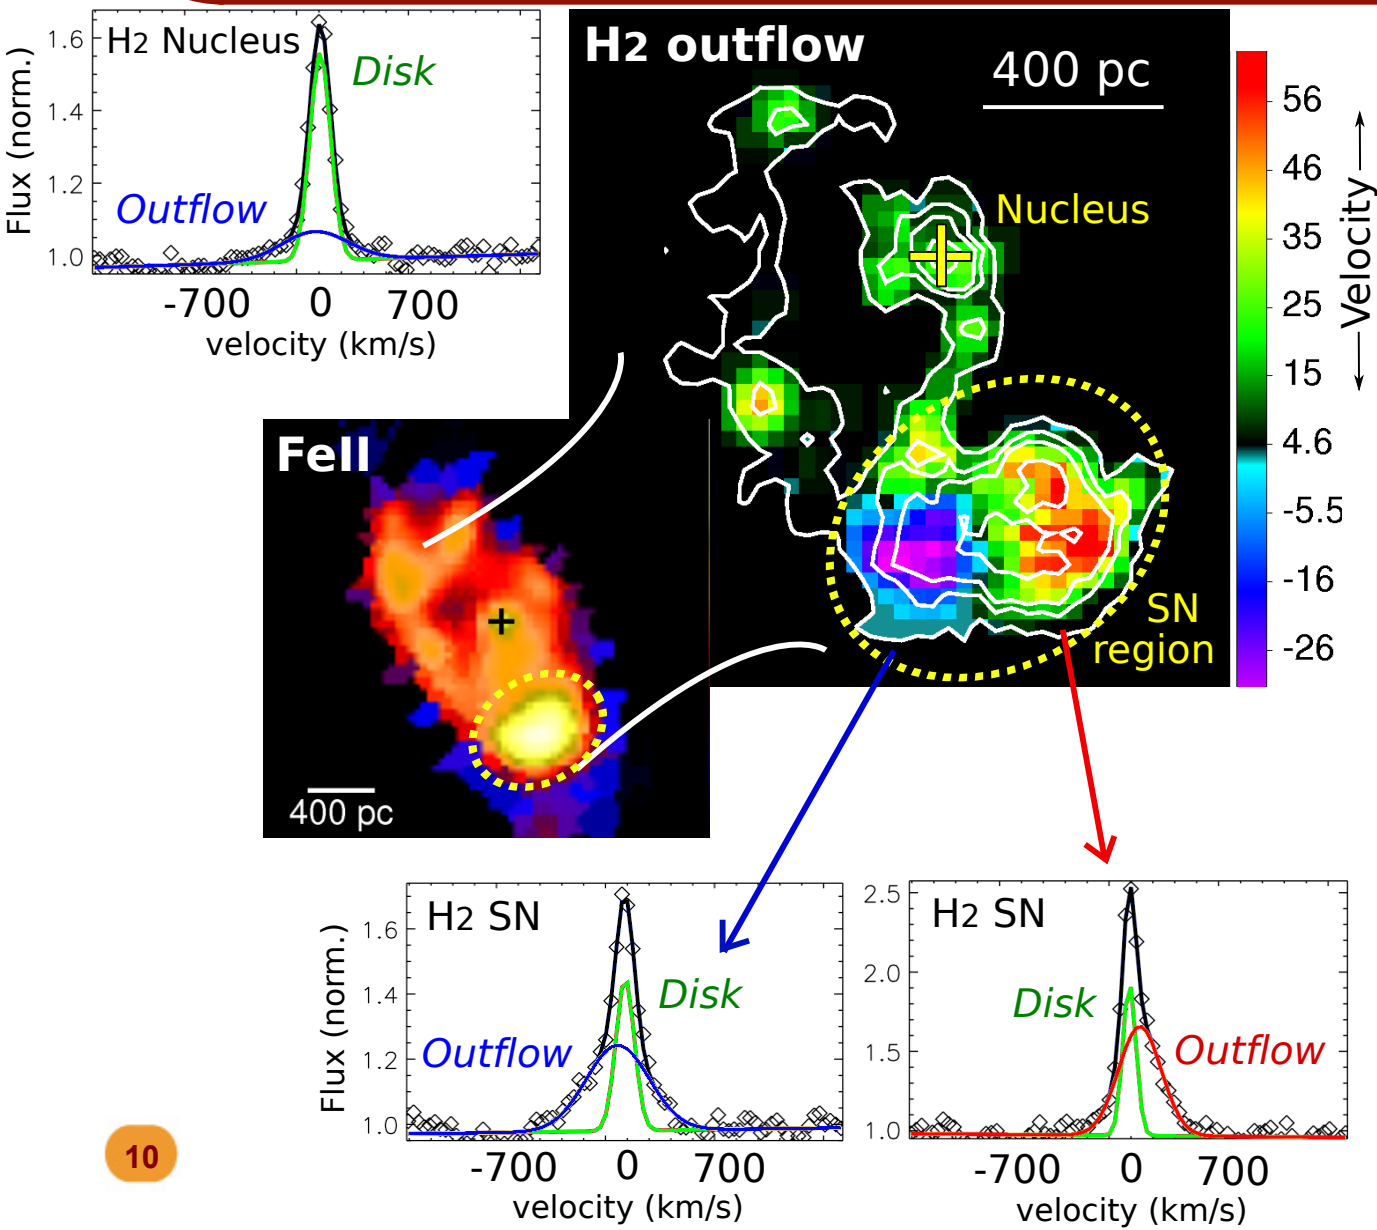 H2 Nucleus
Disk
Outflow
Flux (norm.)
1.6
1.4
1.2
1.0
-700 0 700
velocity (km/s)
H2 outflow
400 pc
Nucleus
SN
region
56
46
35
25
15
4.6
-5.5
-16
-26
Velocity
FeII
400 pc
H2 SN
Disk
Outflow
Flux (norm.)
1.6
1.4
1.2
1.0
-700 0 700
velocity (km/s)
H2 SN
Disk
Outflow
2.5
2.0
1.5
1.0
-700 0 700
velocity (km/s)
10